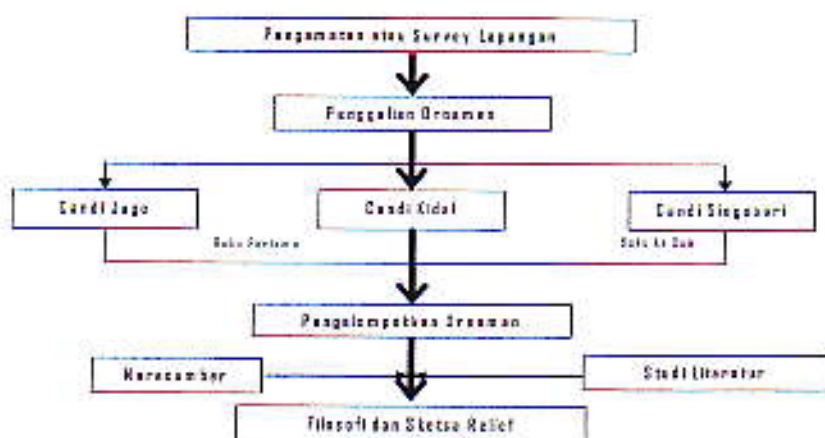 Pengamatan atau Survey Lapangan
Penggalian Ornamen
Candi Jago
Candi Kidal
Candi Singosari
Pengelompokkan Ornamen
Narasumber
Studi Literatur
Filosofi dan Sketsa Relief